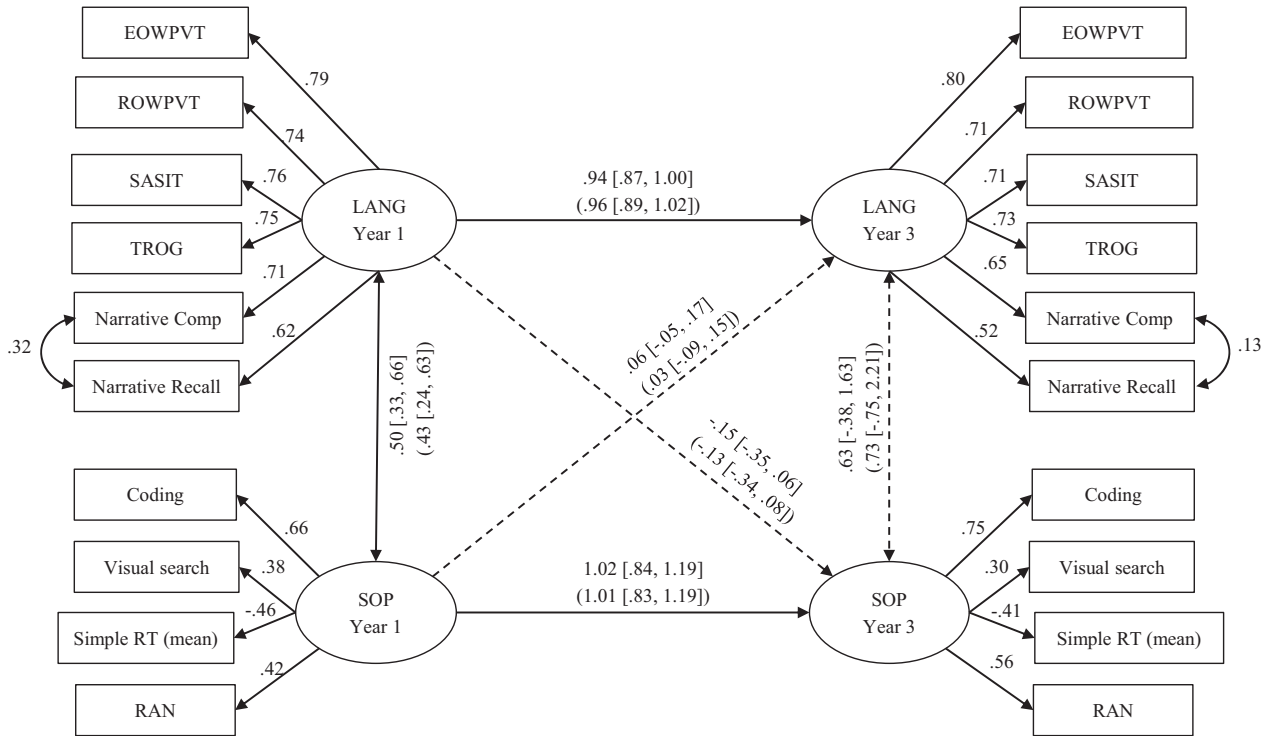 EOWPVT
EOWPVT
.79
.80
ROWPVT
ROWPVT
.74
.71
SASIT
SASIT
.76
.71
LANG
Year 1
.94 [.87, 1.00]
(.96 [.89, 1.02])
LANG
Year 3
.75
.73
TROG
TROG
.71
.65
Narrative Comp
Narrative Comp
.62
.52
.32
.13
Narrative Recall
Narrative Recall
.50 [.33, .66]
(.43 [.24, .63])
.06 [-.05, .17]
(.03 [-.09, .15])
-.15 [-.35, .06]
(-.13 [-.34, .08])
.63 [-.38, 1.63]
(.73 [-.75, 2.21])
Coding
Coding
.66
.75
Visual search
Visual search
.38
.30
SOP
Year 1
1.02 [.84, 1.19]
(1.01 [.83, 1.19])
SOP
Year 3
-.46
-.41
Simple RT (mean)
Simple RT (mean)
.42
.56
RAN
RAN